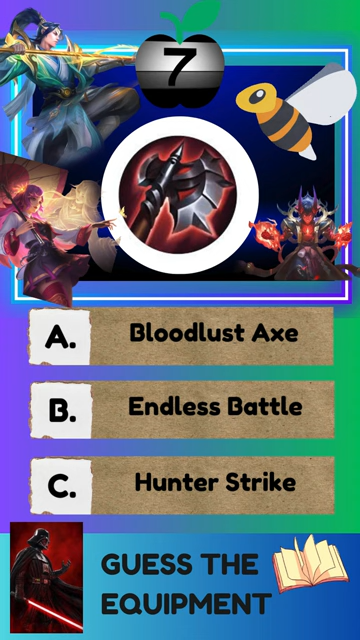 7
A. Bloodlust Axe
B. Endless Battle
C. Hunter Strike
GUESS THE
EQUIPMENT